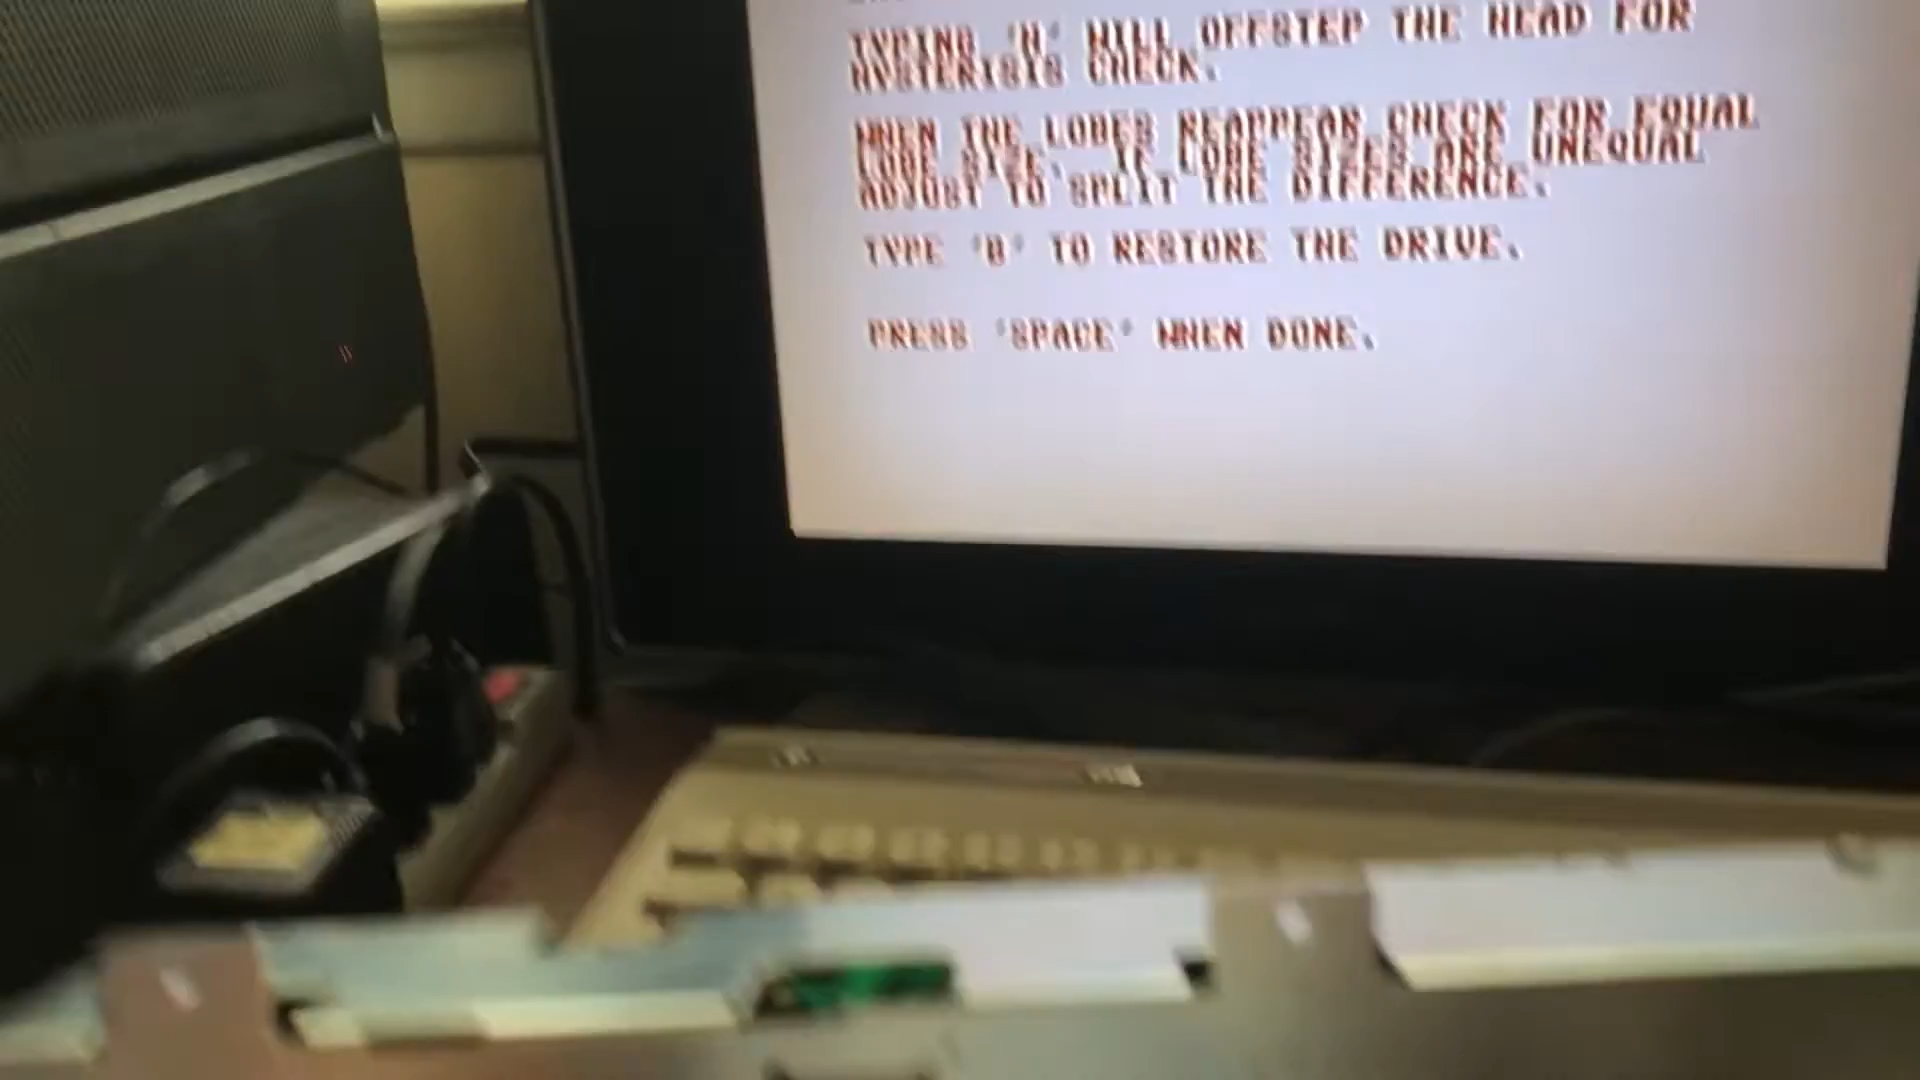 TYPING 'H' WILL OFFSTEP THE HEAD FOR
HYSTERISIS CHECK.
WHEN THE LOBES REAPPEAR CHECK FOR EQUAL
LOBE SIZE. IF LOBE SIZES ARE UNEQUAL
ADJUST TO SPLIT THE DIFFERENCE.
TYPE 'B' TO RESTORE THE DRIVE.
PRESS 'SPACE' WHEN DONE.